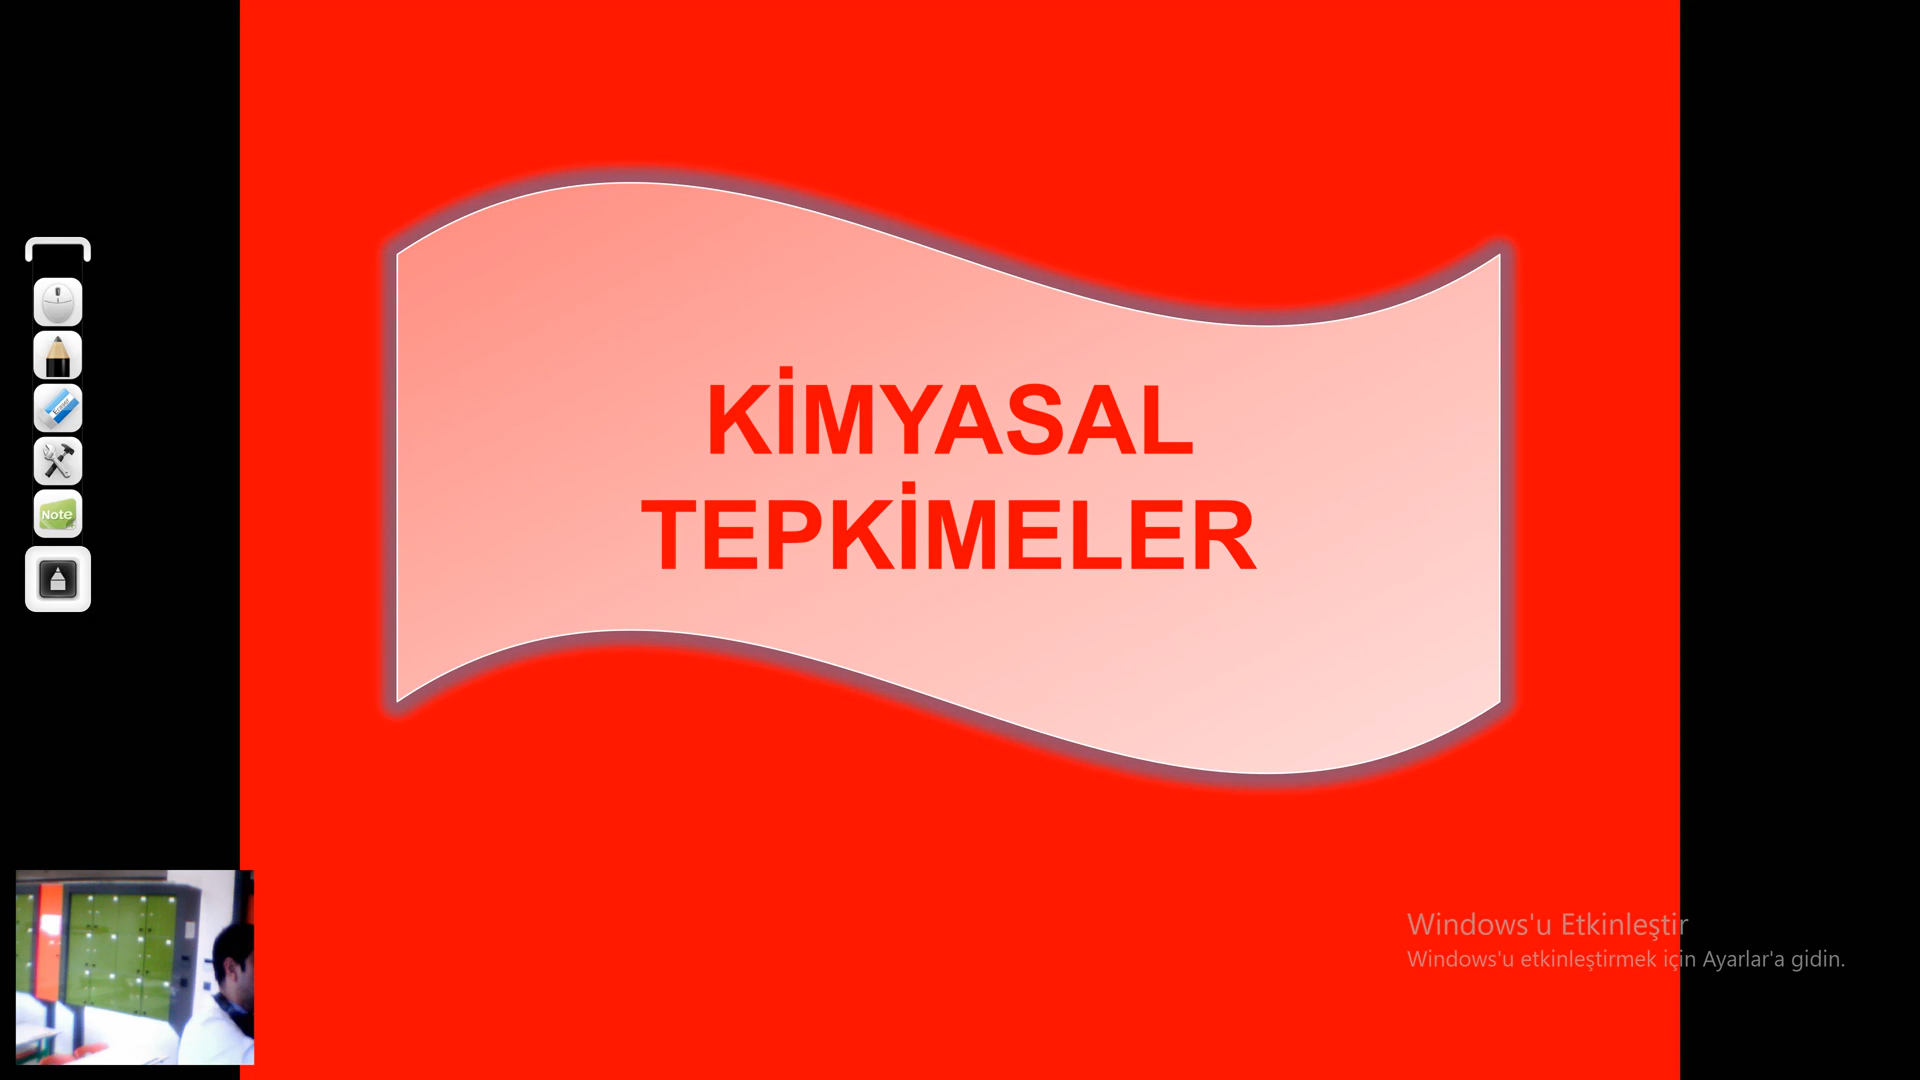 KİMYASAL
TEPKİMELER
Note
Windows'u Etkinleştir
Windows'u etkinleştirmek için Ayarlar'a gidin.